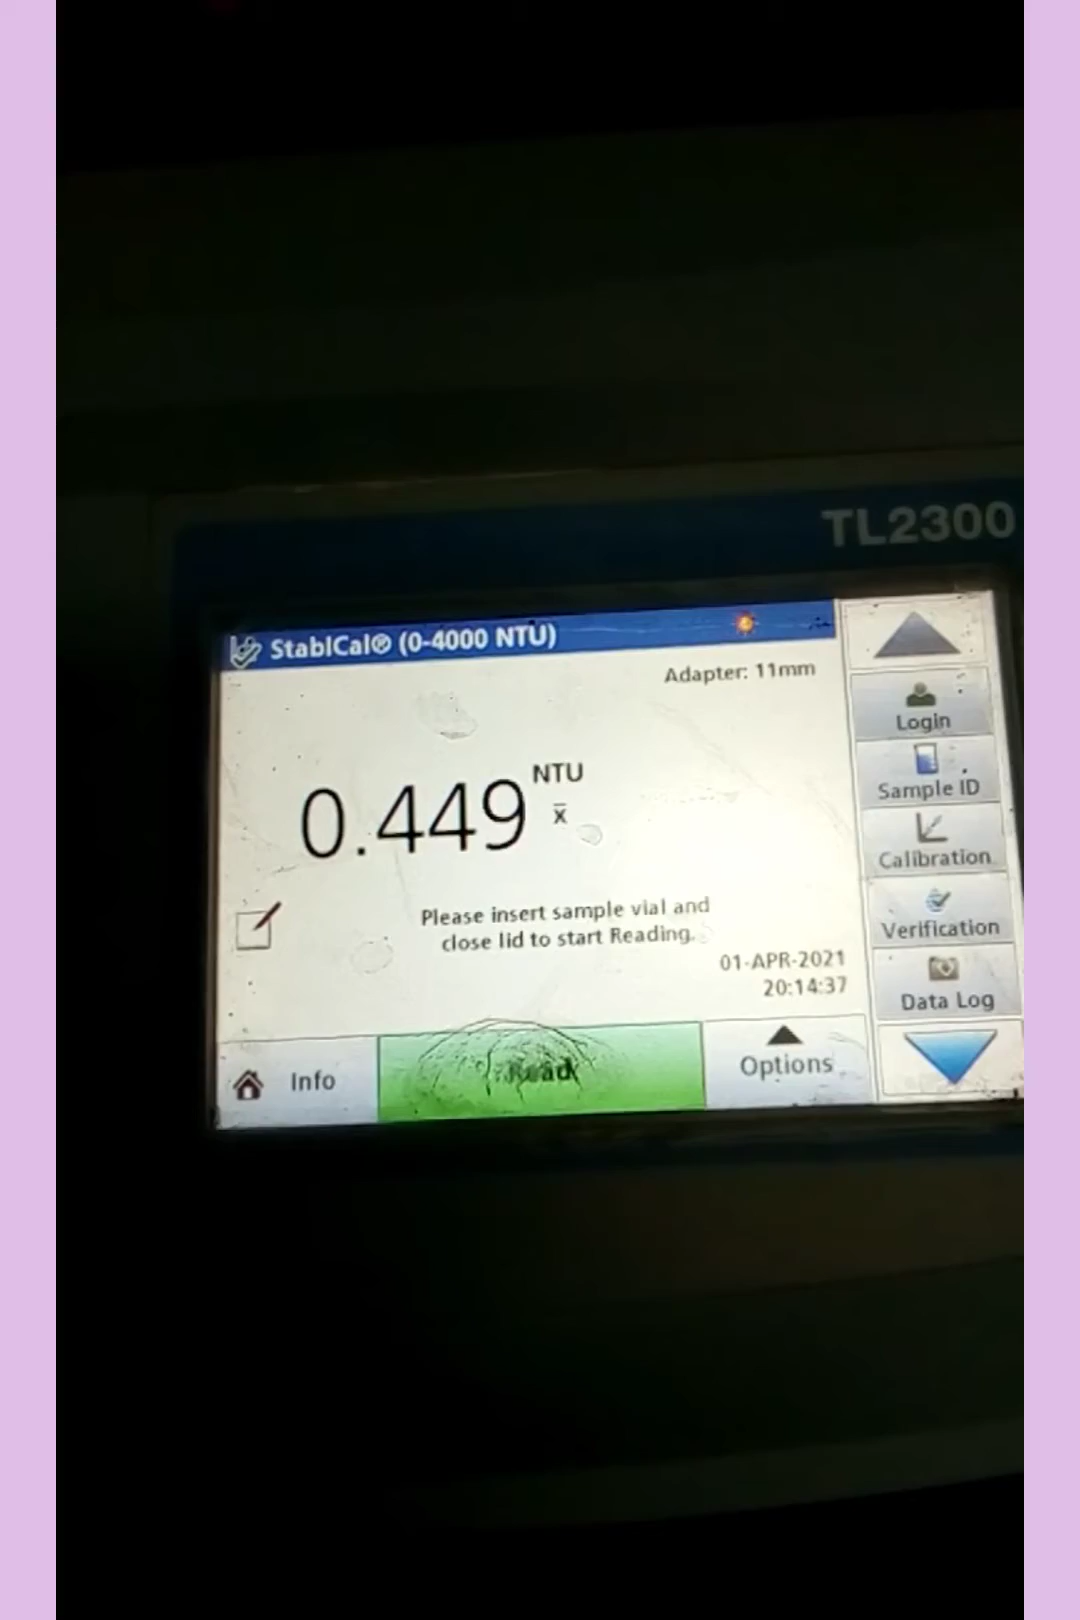 TL2300
StablCal® (0-4000 NTU)
Adapter: 11mm
0.449 NTU
x̄
Please insert sample vial and
close lid to start Reading.
01-APR-2021
20:14:37
Info
Read
Options
Login
Sample ID
Calibration
Verification
Data Log